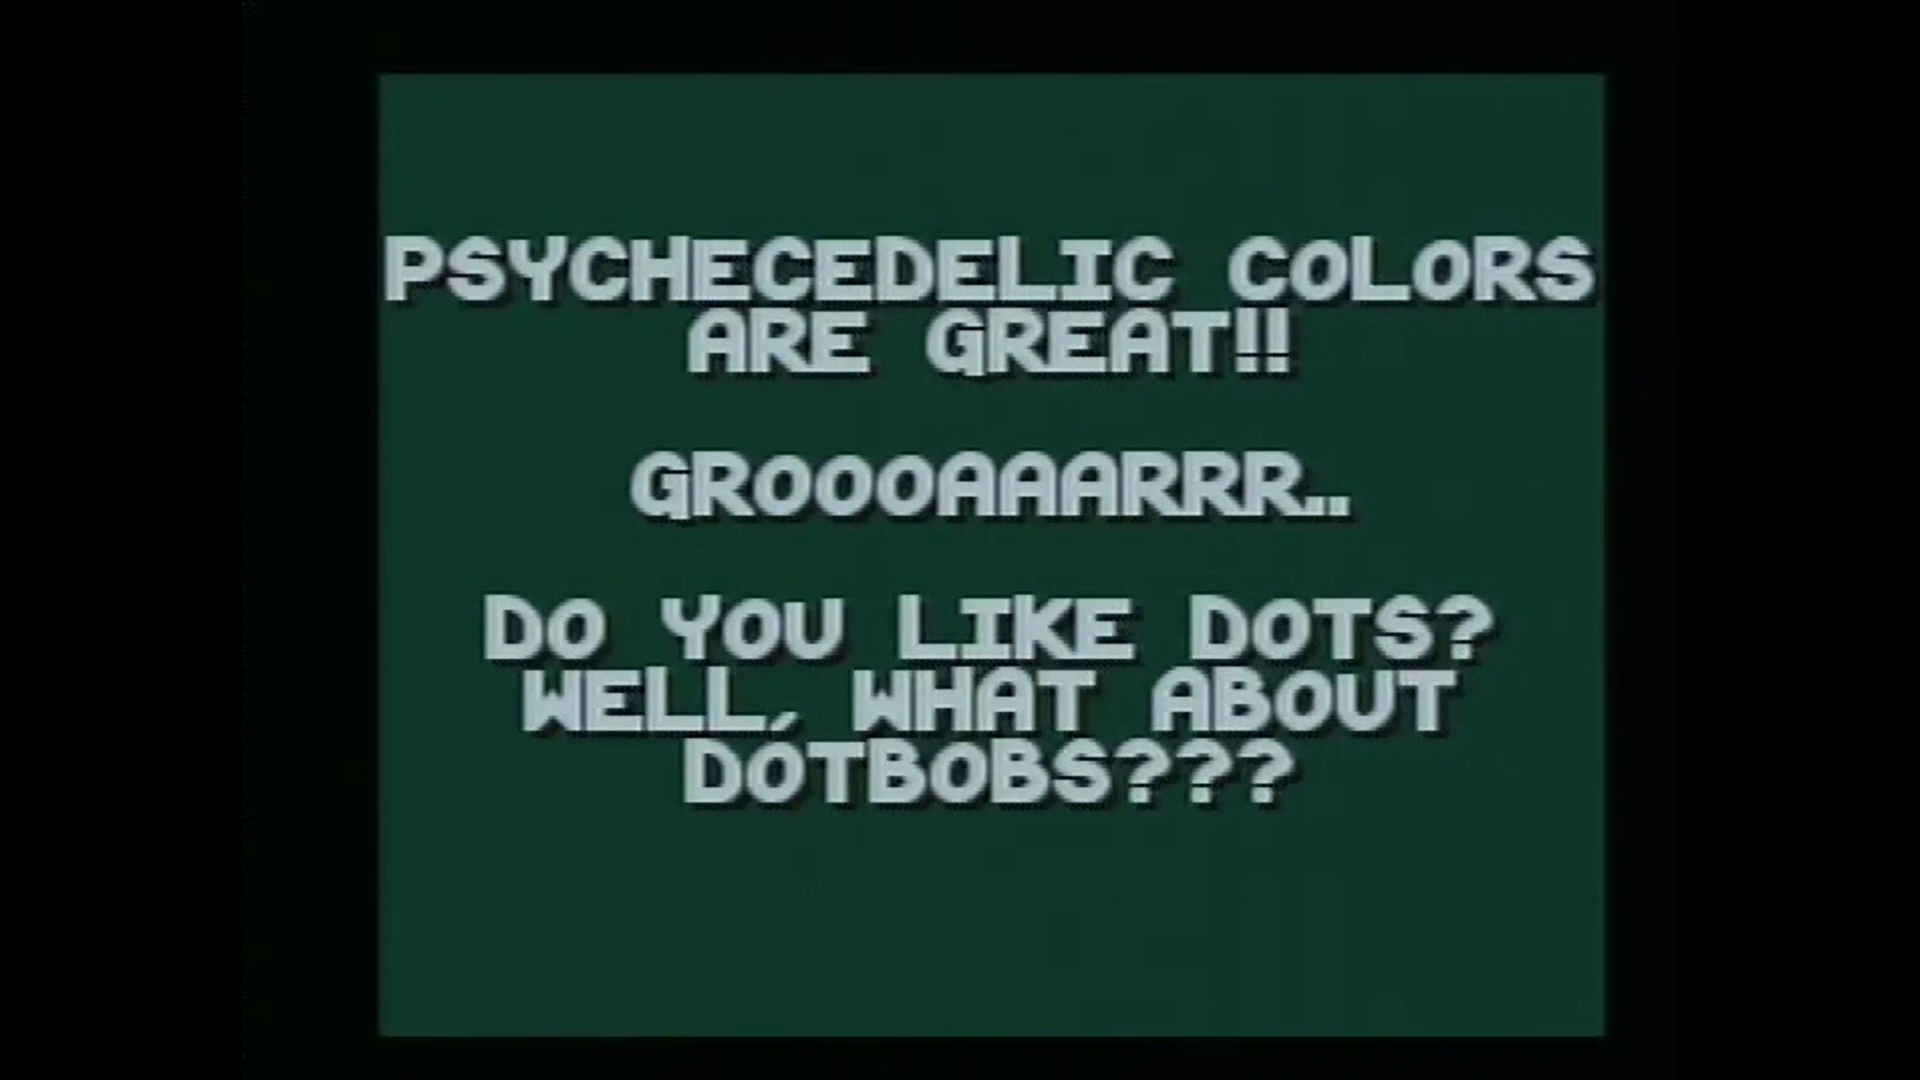 PSYCHECEDELIC COLORS
ARE GREAT!!
GROOOAAARRR..
DO YOU LIKE DOTS?
WELL, WHAT ABOUT
DOTBOBS???